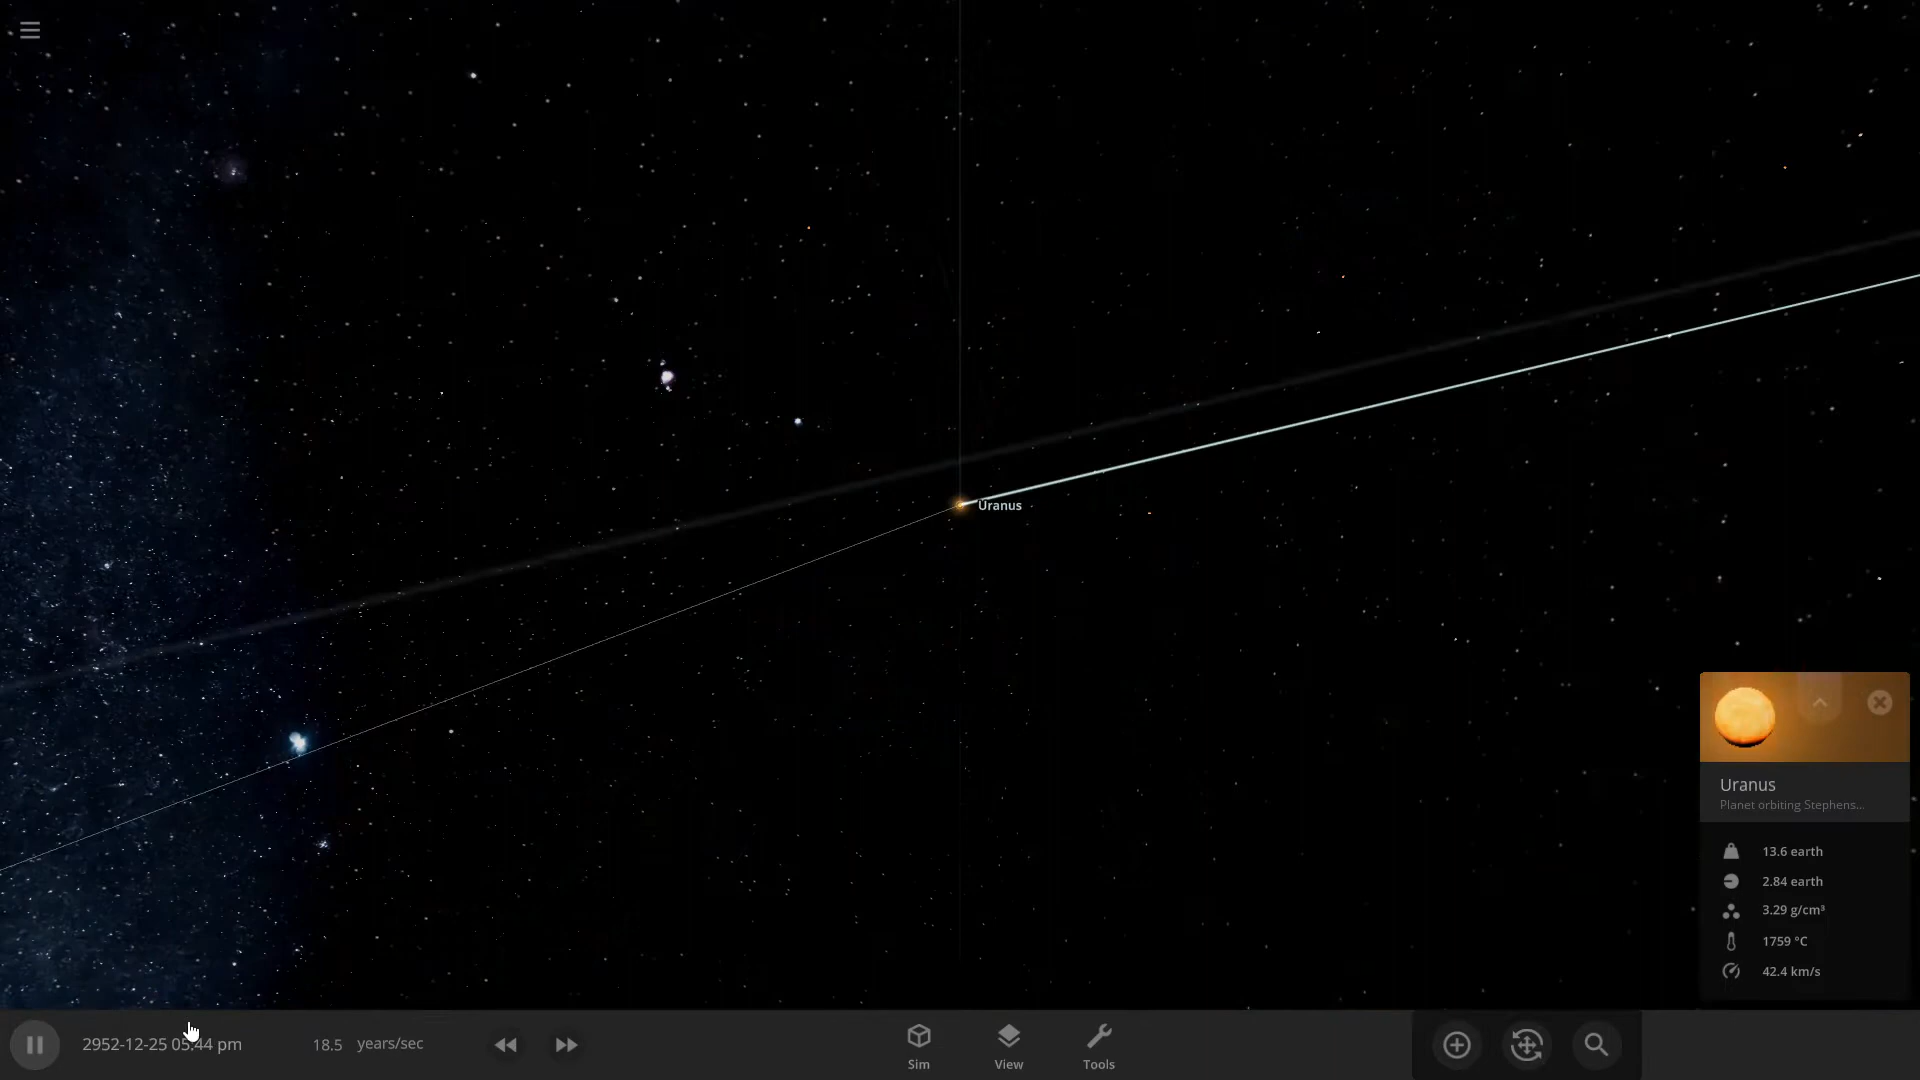 Uranus
Uranus
Planet orbiting Stephens...
13.6 earth
2.84 earth
3.29 g/cm³
1759 °C
42.4 km/s
2952-12-25 05:44 pm
18.5 years/sec
Sim
View
Tools